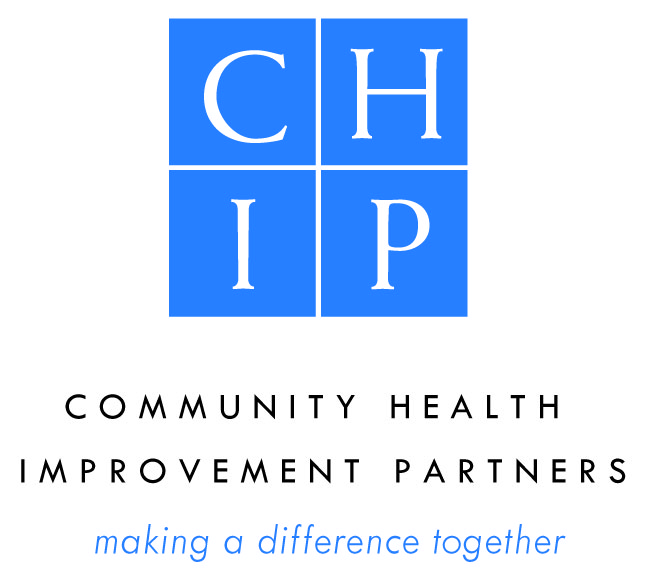 C H
I P
COMMUNITY HEALTH
IMPROVEMENT PARTNERS
making a difference together